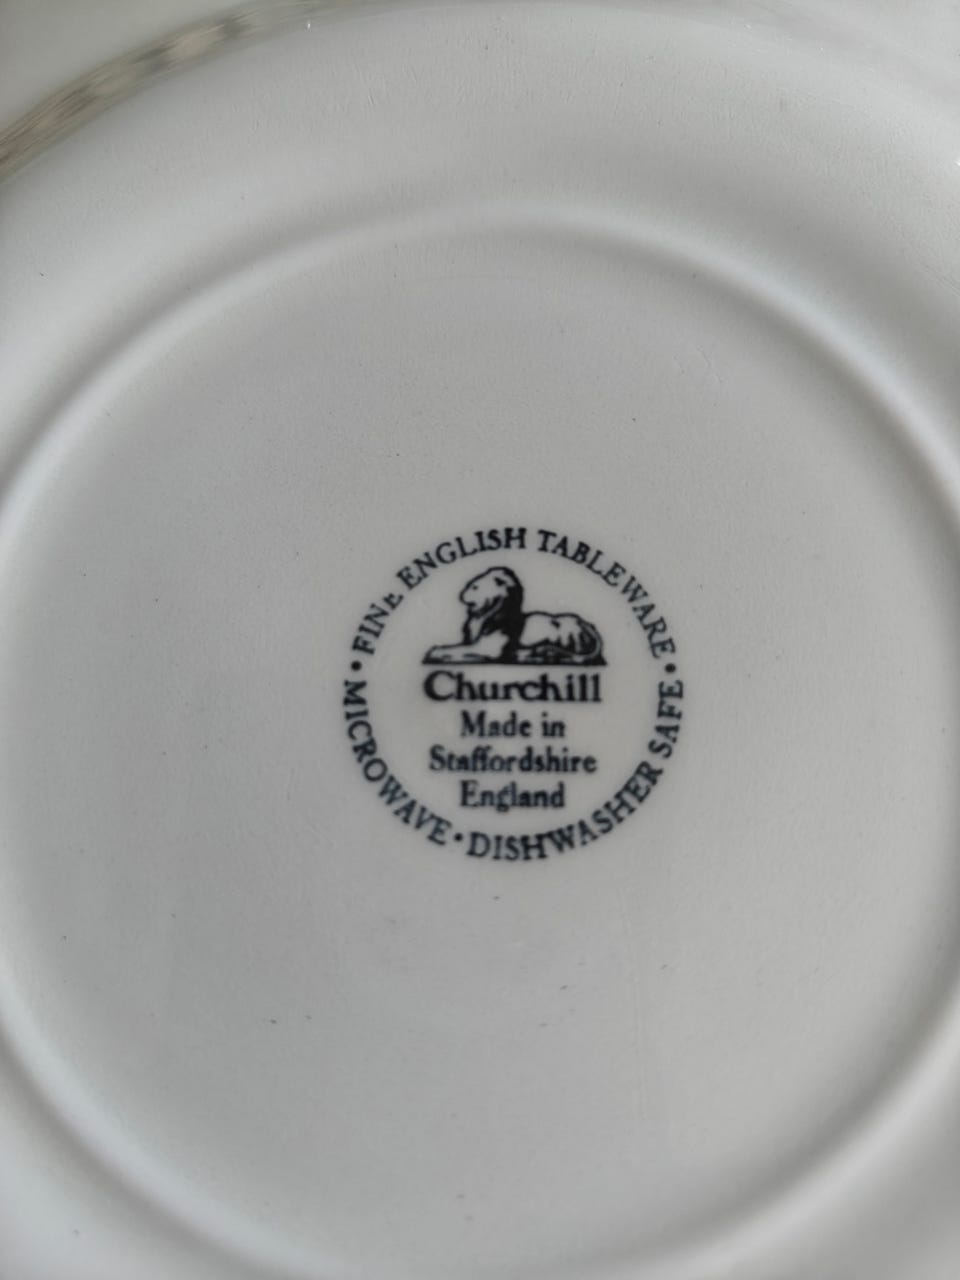 • FINE ENGLISH TABLEWARE •
Churchill
Made in
Staffordshire
England
MICROWAVE • DISHWASHER SAFE